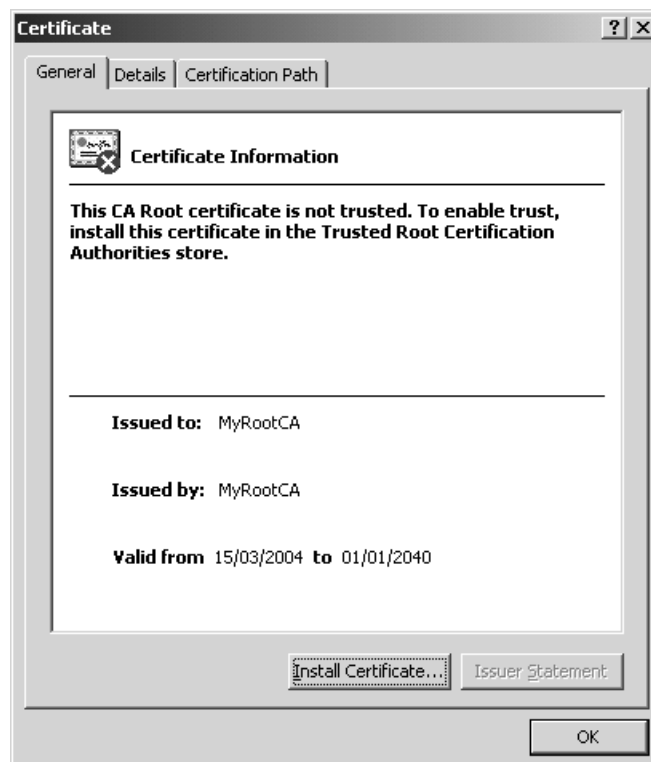 Certificate
? X
General Details Certification Path
Certificate Information
This CA Root certificate is not trusted. To enable trust,
install this certificate in the Trusted Root Certification
Authorities store.
Issued to: MyRootCA
Issued by: MyRootCA
Valid from 15/03/2004 to 01/01/2040
Install Certificate... Issuer Statement
OK